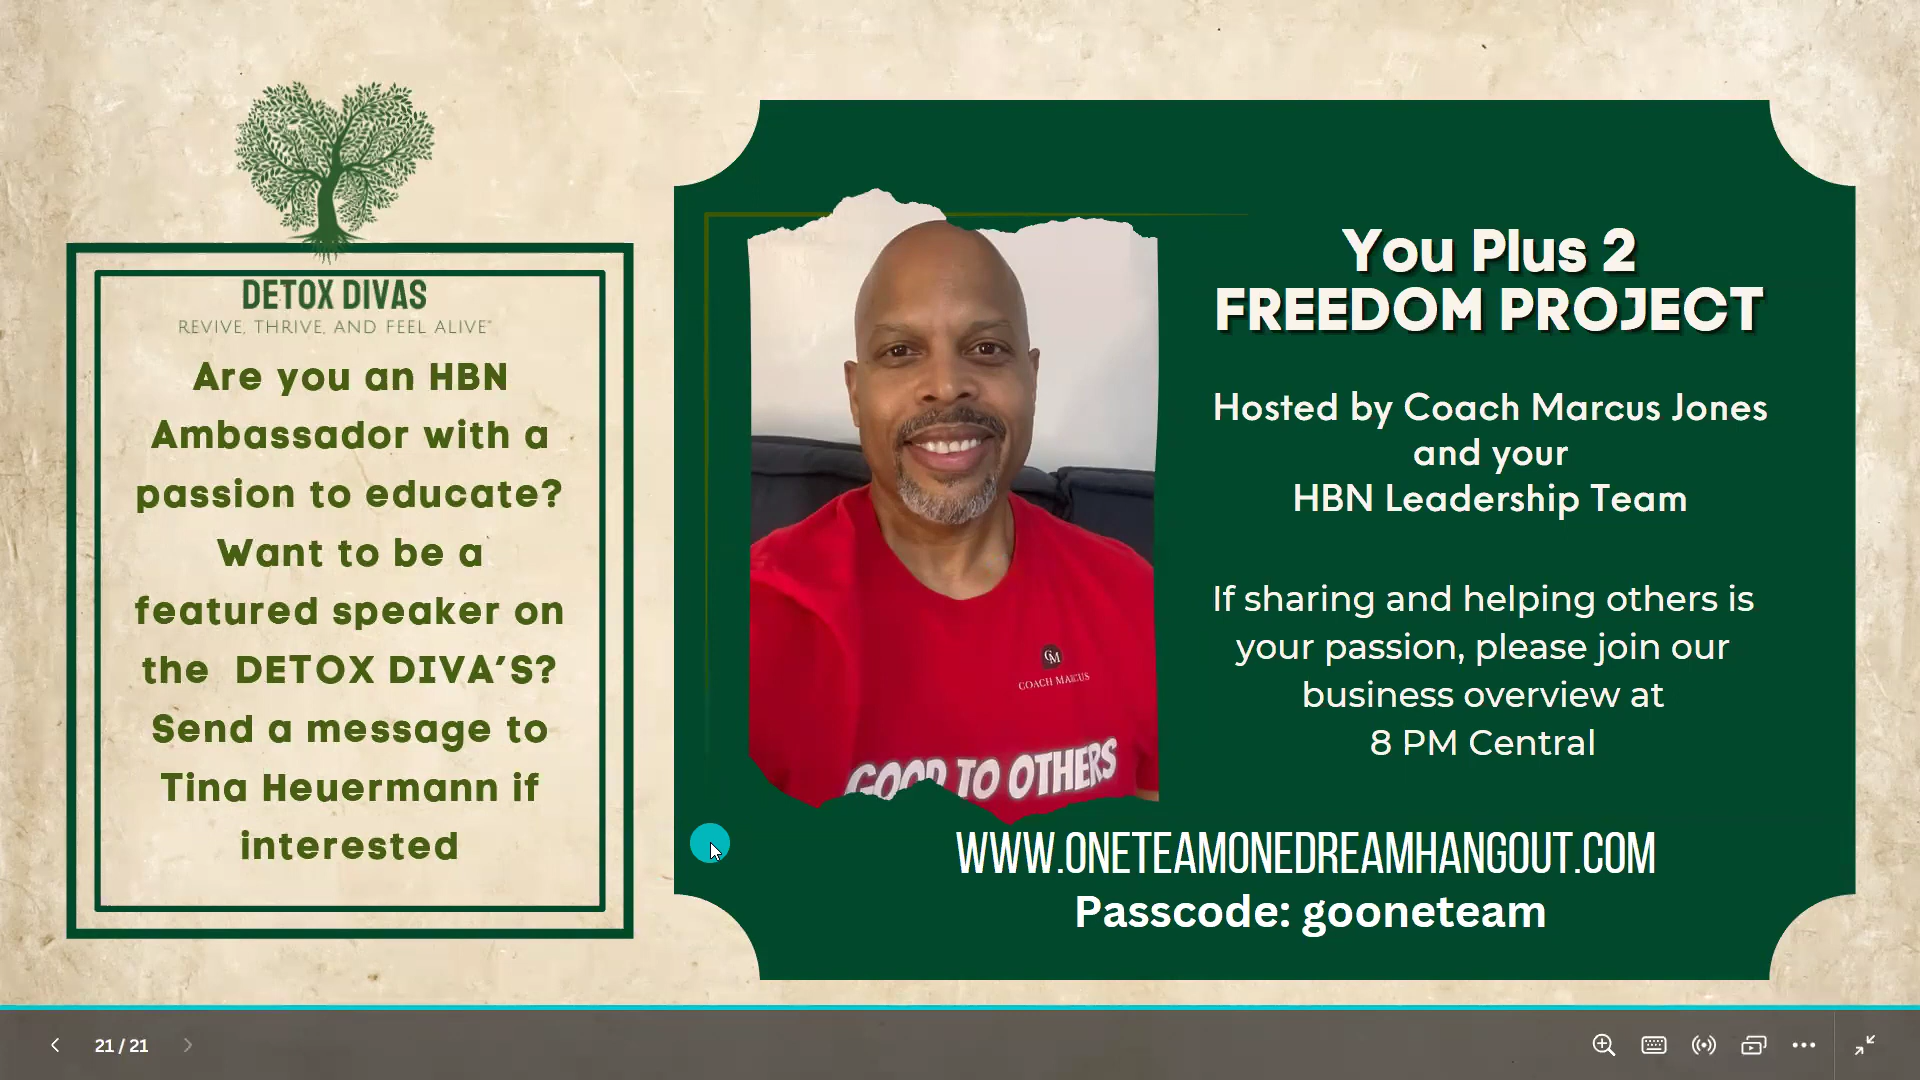 DETOX DIVAS
REVIVE, THRIVE, AND FEEL ALIVE
Are you an HBN
Ambassador with a
passion to educate?
Want to be a
featured speaker on
the DETOX DIVA’S?
Send a message to
Tina Heuermann if
interested
You Plus 2
FREEDOM PROJECT
Hosted by Coach Marcus Jones
and your
HBN Leadership Team
If sharing and helping others is
your passion, please join our
business overview at
8 PM Central
CM
COACH MARCUS
GOOD TO OTHERS
WWW.ONETEAMONEDREAMHANGOUT.COM
Passcode: gooneteam
21 / 21